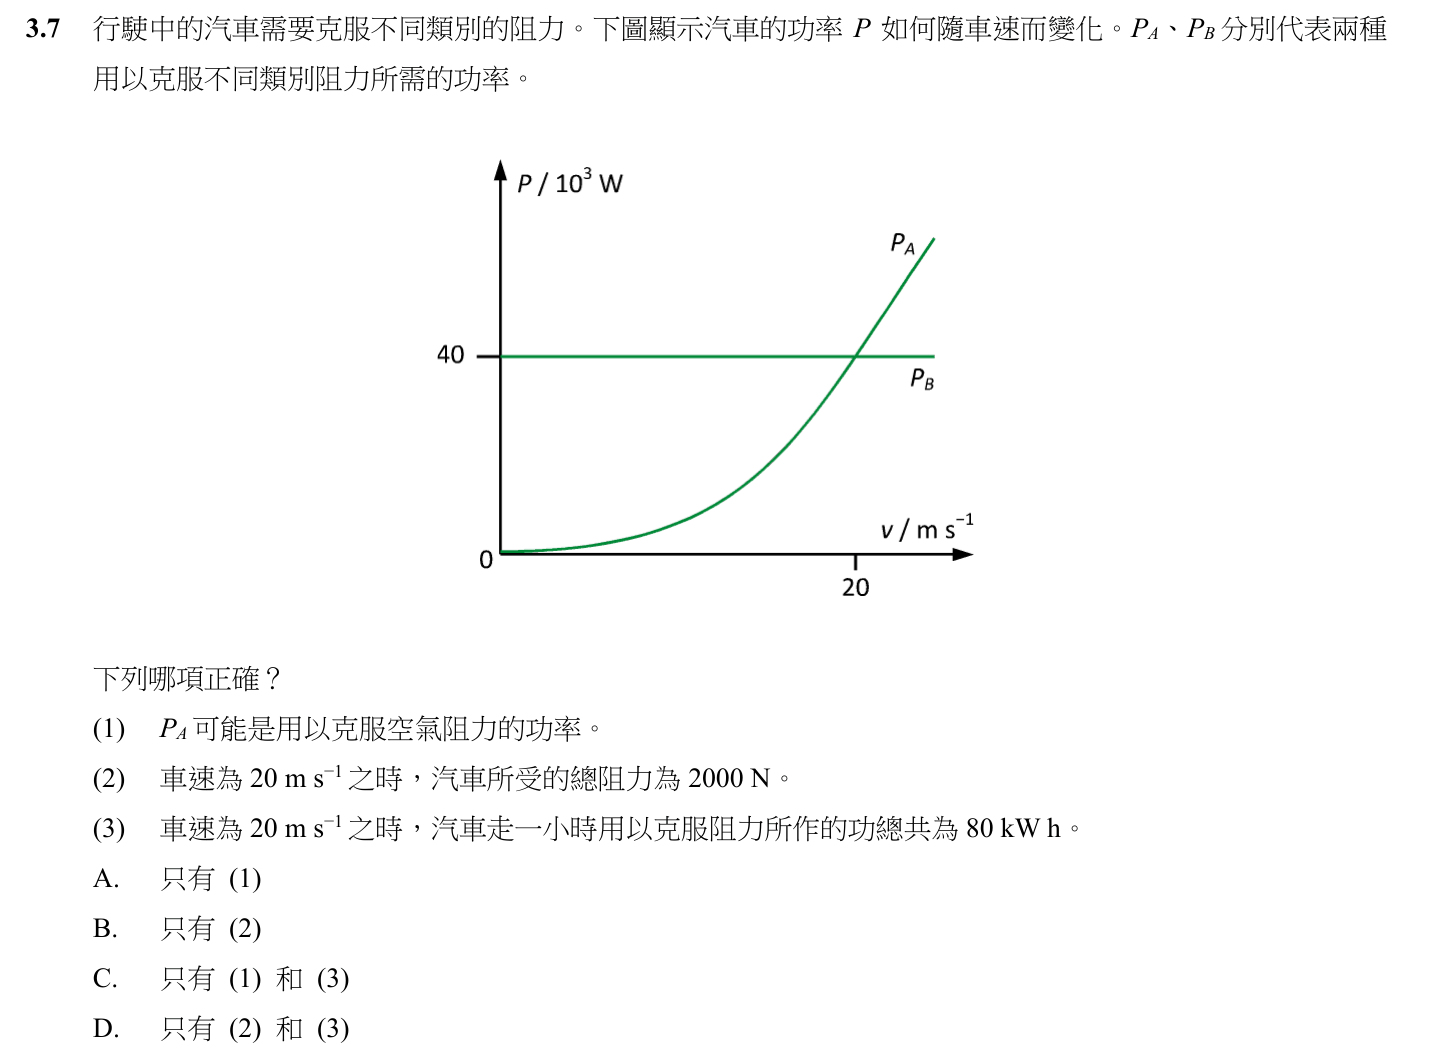 3.7 行駛中的汽車需要克服不同類別的阻力。下圖顯示汽車的功率 P 如何隨車速而變化。P_A、P_B 分別代表兩種
用以克服不同類別阻力所需的功率。
P / 10³ W
P_A
40
P_B
v / m s⁻¹
0
20
下列哪項正確？
(1) P_A 可能是用以克服空氣阻力的功率。
(2) 車速為 20 m s⁻¹ 之時，汽車所受的總阻力為 2000 N。
(3) 車速為 20 m s⁻¹ 之時，汽車走一小時用以克服阻力所作的功總共為 80 kW h。
A. 只有 (1)
B. 只有 (2)
C. 只有 (1) 和 (3)
D. 只有 (2) 和 (3)